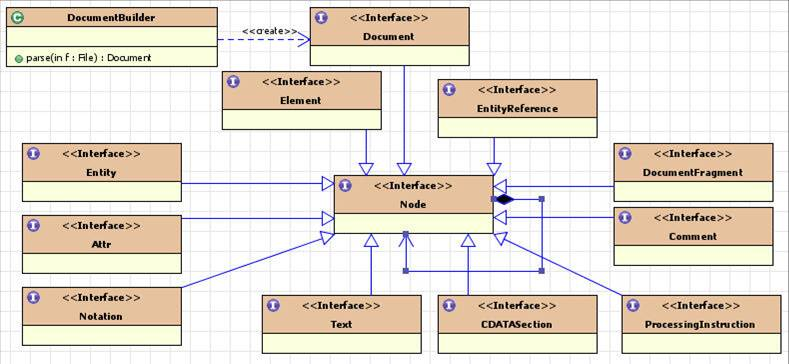 C DocumentBuilder
parse(in f : File) : Document
<<create>>
I <<Interface>>
Document
I <<Interface>>
Element
I <<Interface>>
EntityReference
I <<Interface>>
Entity
I <<Interface>>
Node
I <<Interface>>
DocumentFragment
I <<Interface>>
Attr
I <<Interface>>
Comment
I <<Interface>>
Notation
I <<Interface>>
Text
I <<Interface>>
CDATASection
I <<Interface>>
ProcessingInstruction